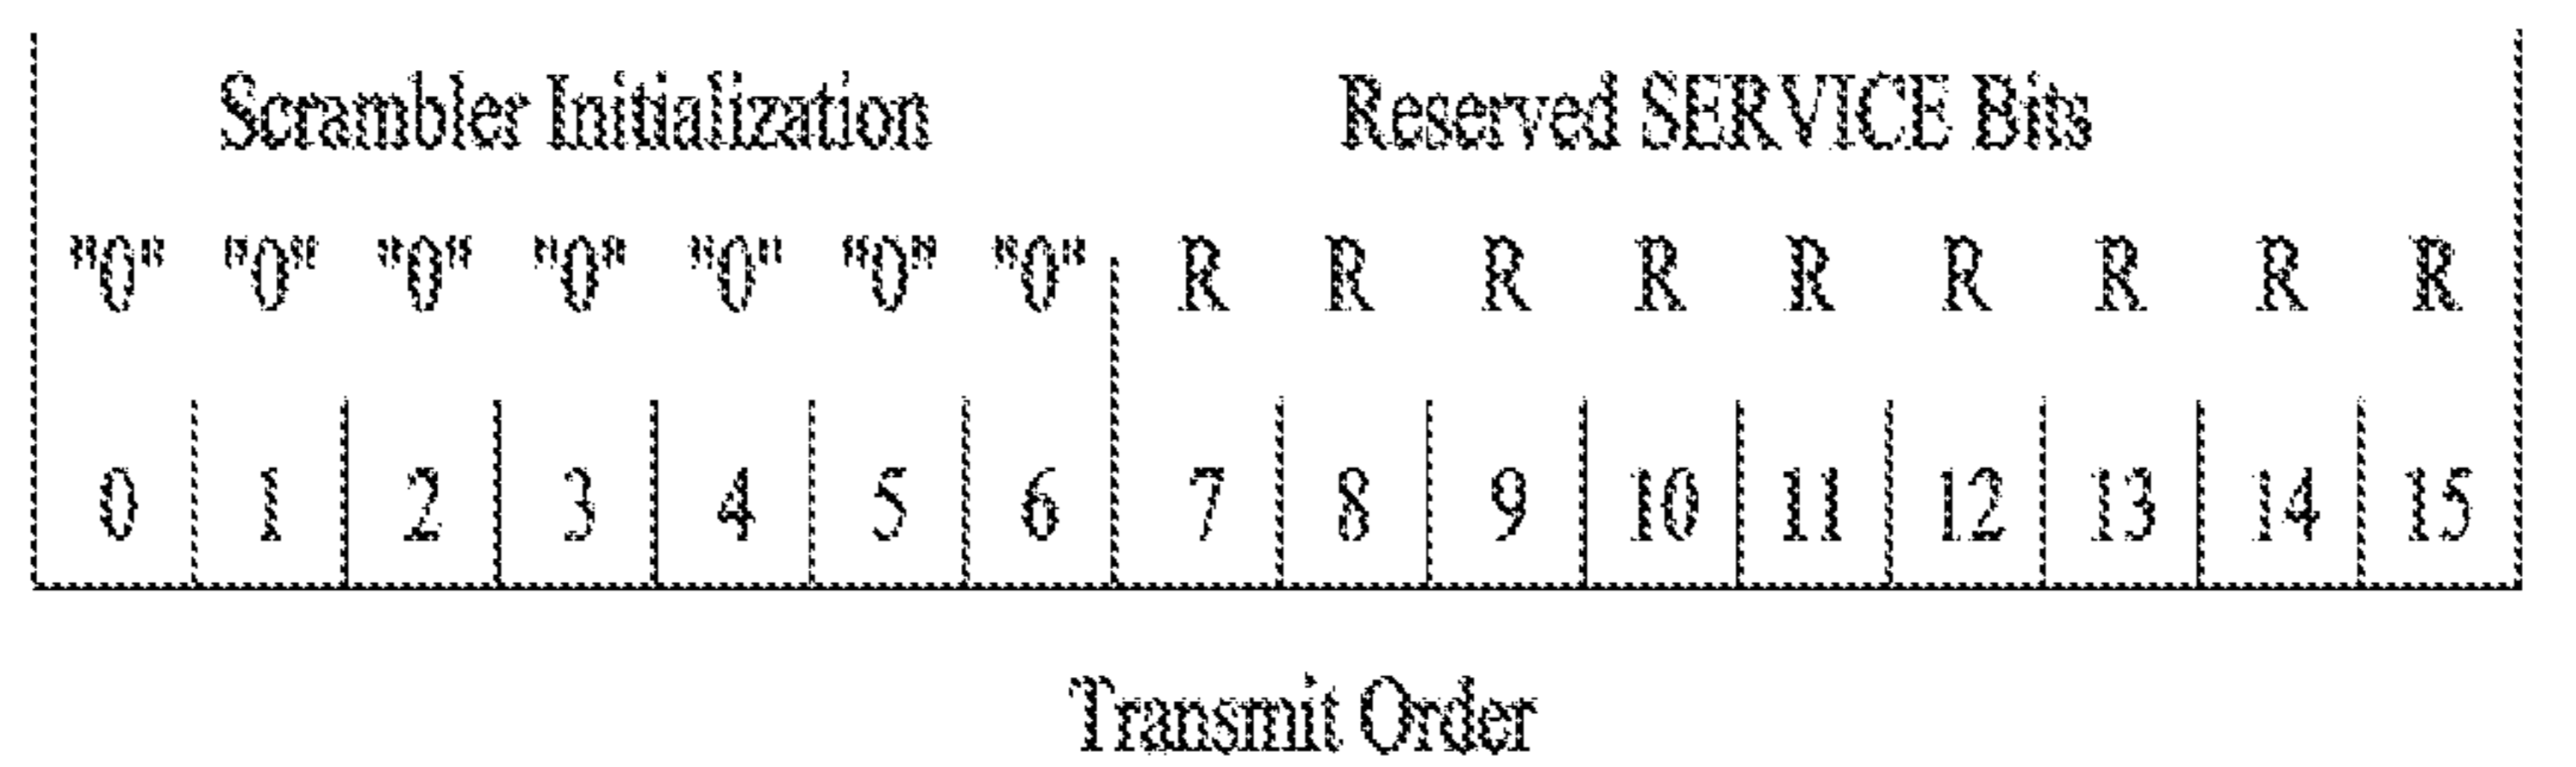 Scrambler Initialization Reserved SERVICE Bits
"0" "0" "0" "0" "0" "0" "0" R R R R R R R R R
0 1 2 3 4 5 6 7 8 9 10 11 12 13 14 15
Transmit Order